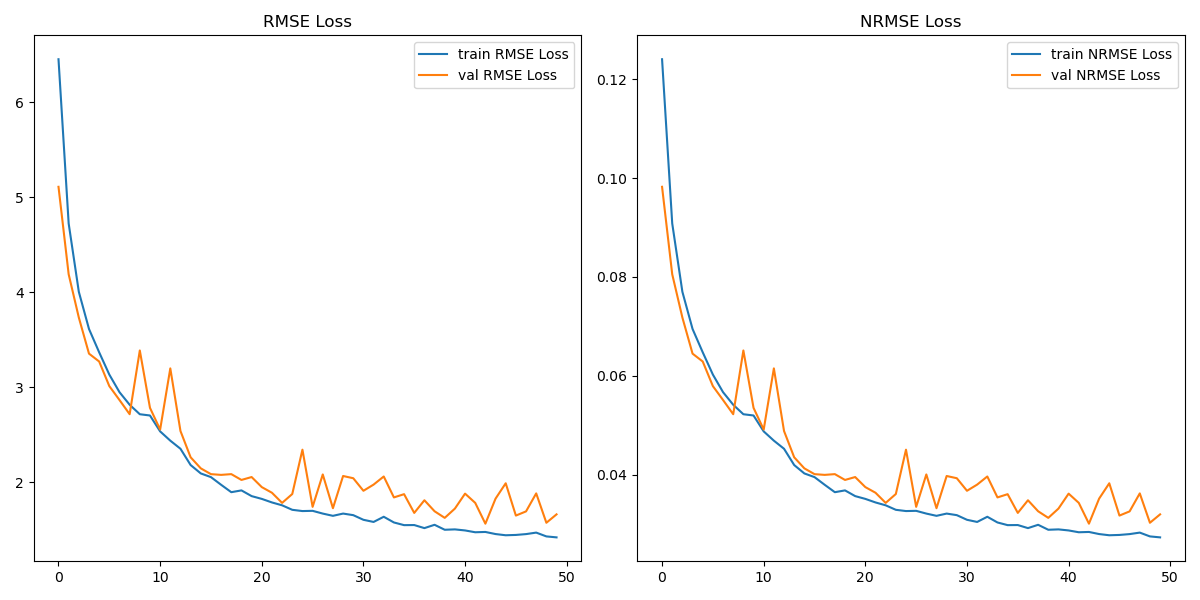 RMSE Loss
train RMSE Loss
val RMSE Loss
6
5
4
3
2
0 10 20 30 40 50
NRMSE Loss
train NRMSE Loss
val NRMSE Loss
0.12
0.10
0.08
0.06
0.04
0 10 20 30 40 50